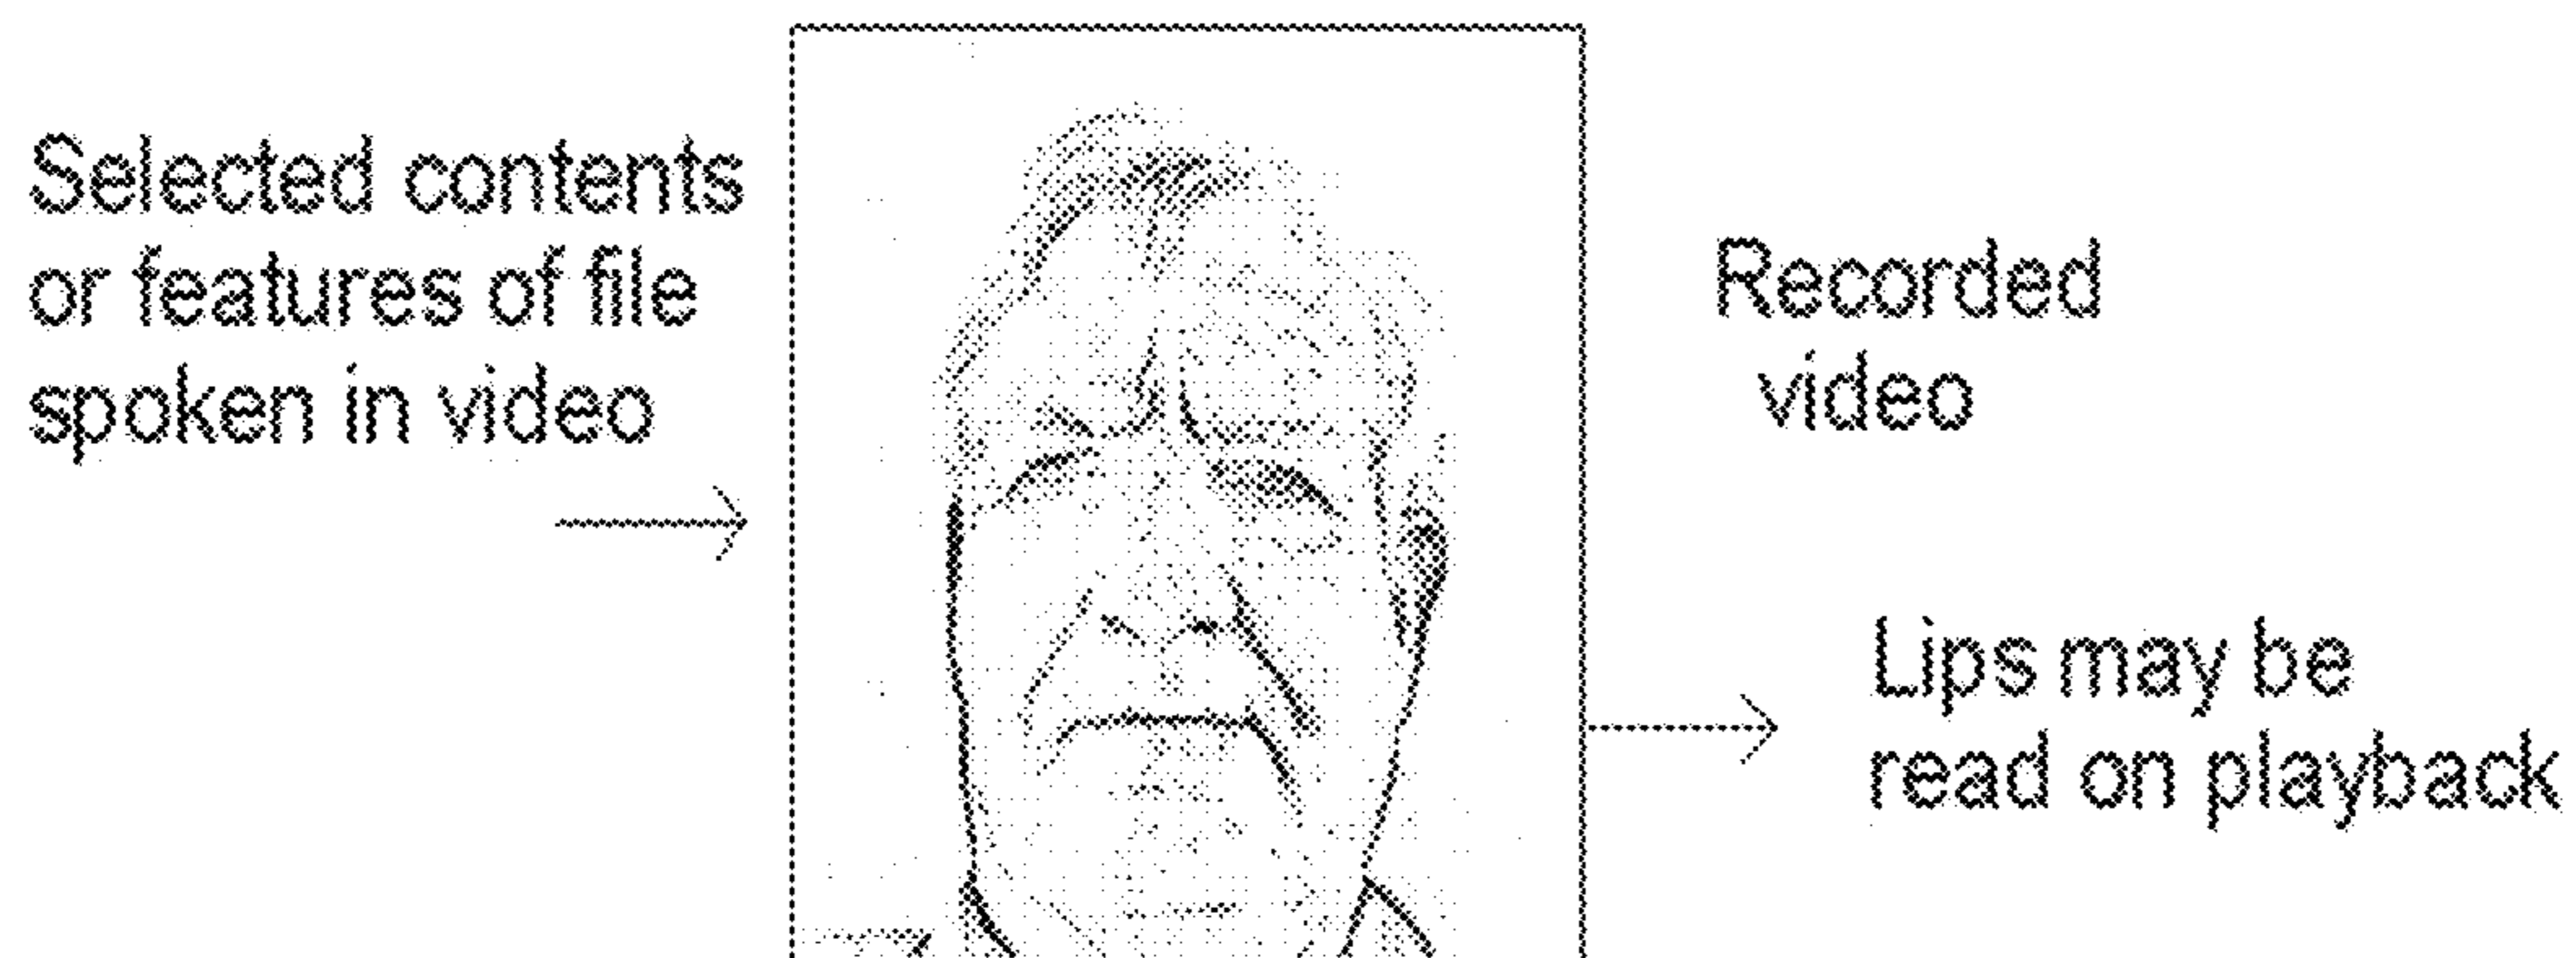 Selected contents
or features of file
spoken in video
Recorded
video
Lips may be
read on playback